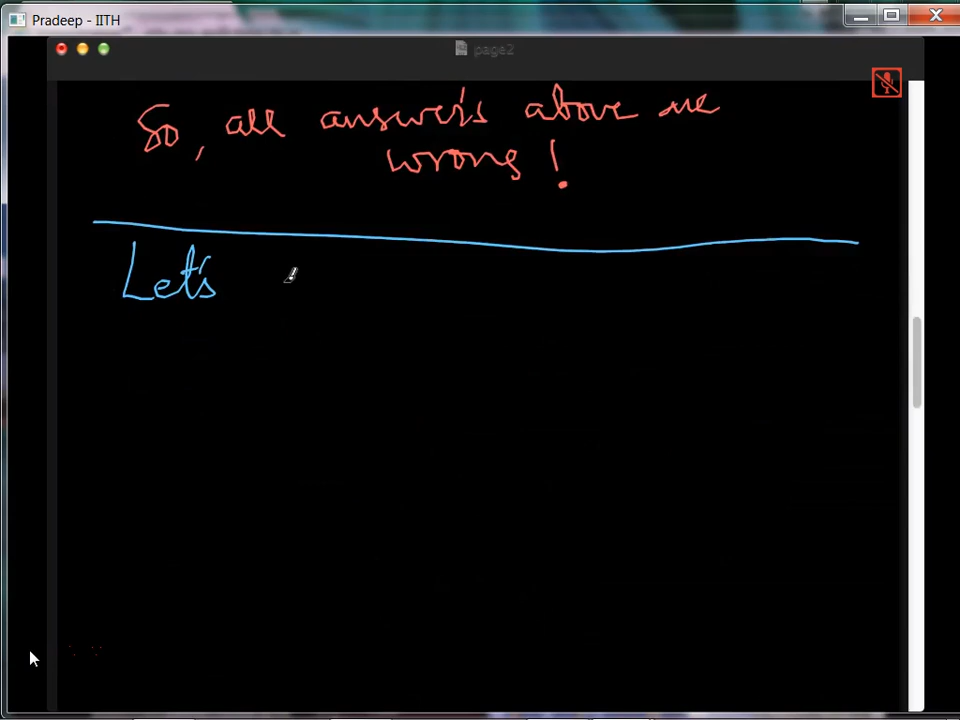 Pradeep - IITH
page2
So, all answers above are
wrong !
Let's